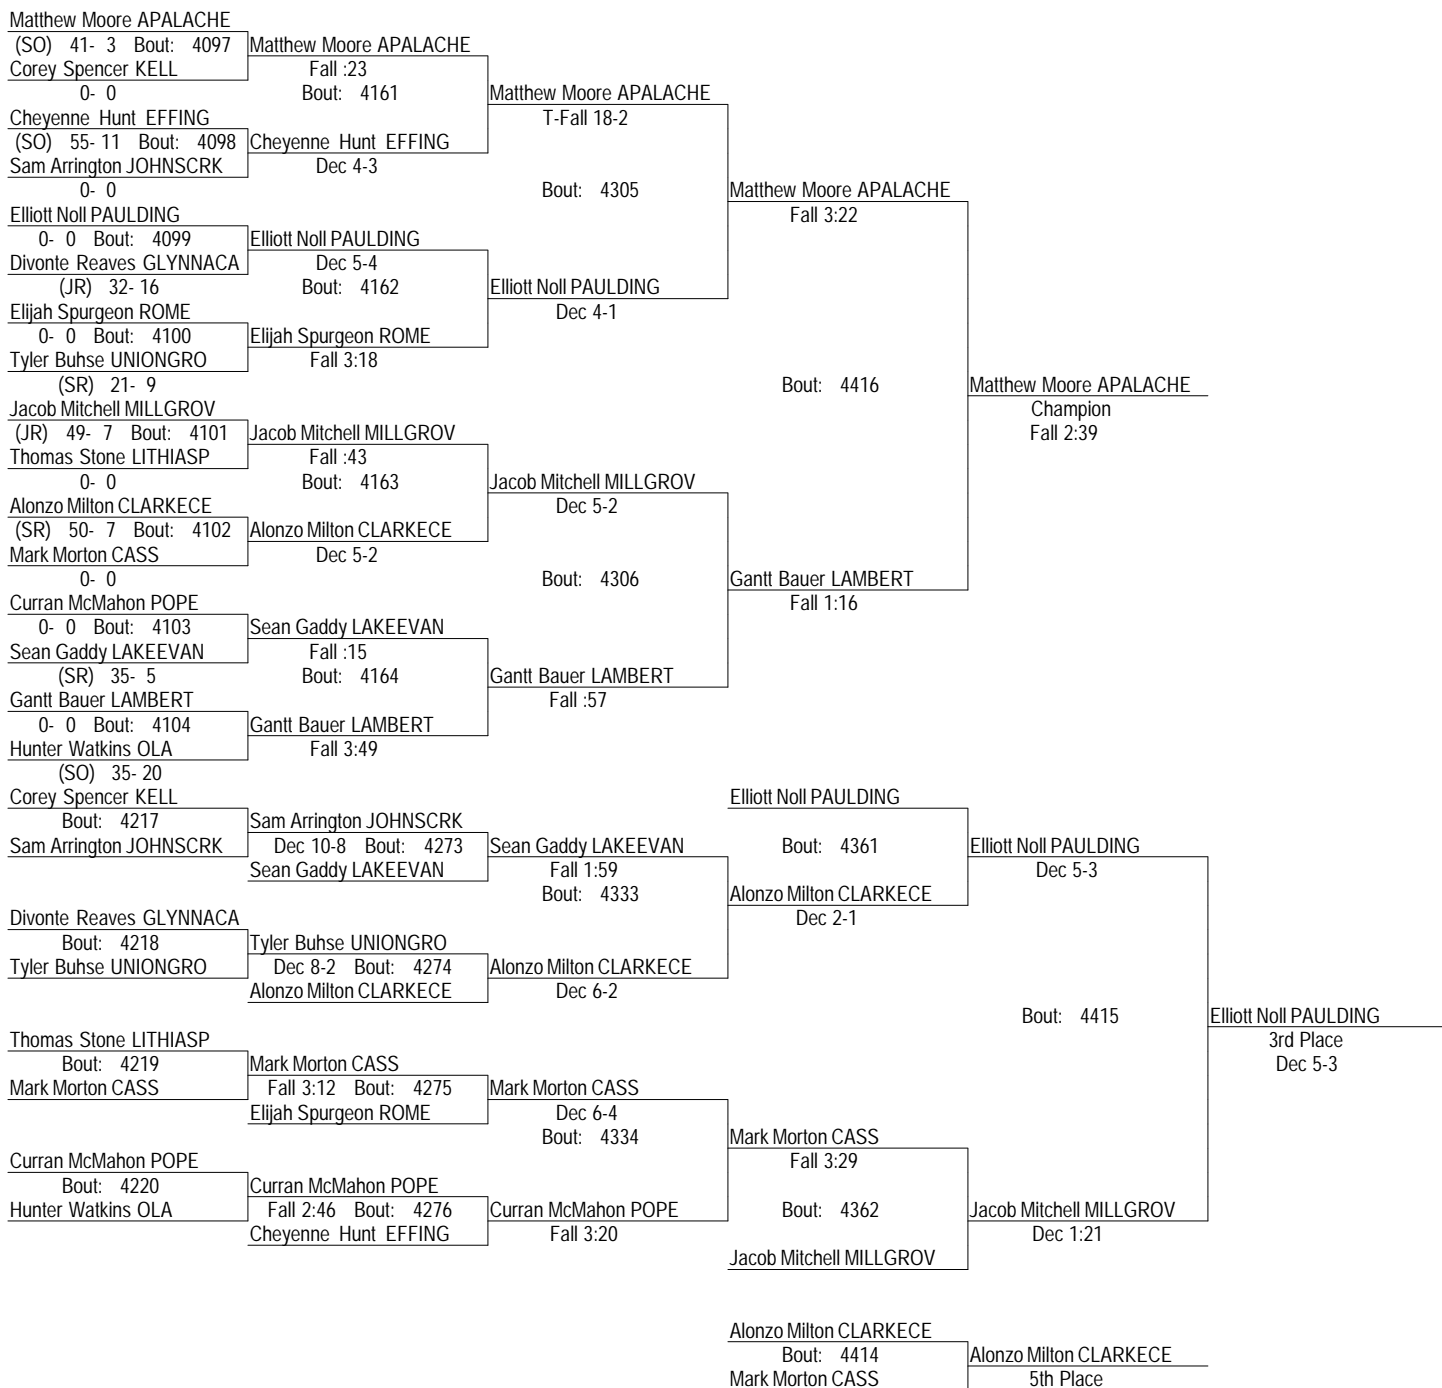 Matthew Moore APALACHE
(SO) 41- 3 Bout: 4097 Matthew Moore APALACHE
Corey Spencer KELL Fall :23
0- 0 Bout: 4161 Matthew Moore APALACHE
Cheyenne Hunt EFFING T-Fall 18-2
(SO) 55- 11 Bout: 4098 Cheyenne Hunt EFFING
Sam Arrington JOHNSCRK Dec 4-3
0- 0 Bout: 4305 Matthew Moore APALACHE
Elliott Noll PAULDING Fall 3:22
0- 0 Bout: 4099 Elliott Noll PAULDING
Divonte Reaves GLYNNACA Dec 5-4
(JR) 32- 16 Bout: 4162 Elliott Noll PAULDING
Elijah Spurgeon ROME Dec 4-1
0- 0 Bout: 4100 Elijah Spurgeon ROME
Tyler Buhse UNIONGRO Fall 3:18
(SR) 21- 9 Bout: 4416 Matthew Moore APALACHE
Jacob Mitchell MILLGROV Champion
(JR) 49- 7 Bout: 4101 Jacob Mitchell MILLGROV Fall 2:39
Thomas Stone LITHIASP Fall :43
0- 0 Bout: 4163 Jacob Mitchell MILLGROV
Alonzo Milton CLARKECE Dec 5-2
(SR) 50- 7 Bout: 4102 Alonzo Milton CLARKECE
Mark Morton CASS Dec 5-2
0- 0 Bout: 4306 Gantt Bauer LAMBERT
Curran McMahon POPE Fall 1:16
0- 0 Bout: 4103 Sean Gaddy LAKEEVAN
Sean Gaddy LAKEEVAN Fall :15
(SR) 35- 5 Bout: 4164 Gantt Bauer LAMBERT
Gantt Bauer LAMBERT Fall :57
0- 0 Bout: 4104 Gantt Bauer LAMBERT
Hunter Watkins OLA Fall 3:49
(SO) 35- 20
Corey Spencer KELL Elliott Noll PAULDING
Bout: 4217 Sam Arrington JOHNSCRK
Sam Arrington JOHNSCRK Dec 10-8 Bout: 4273 Sean Gaddy LAKEEVAN Bout: 4361 Elliott Noll PAULDING
Sean Gaddy LAKEEVAN Fall 1:59 Dec 5-3
Bout: 4333 Alonzo Milton CLARKECE
Divonte Reaves GLYNNACA Dec 2-1
Bout: 4218 Tyler Buhse UNIONGRO
Tyler Buhse UNIONGRO Dec 8-2 Bout: 4274 Alonzo Milton CLARKECE
Alonzo Milton CLARKECE Dec 6-2
Bout: 4415 Elliott Noll PAULDING
Thomas Stone LITHIASP 3rd Place
Bout: 4219 Mark Morton CASS Dec 5-3
Mark Morton CASS Fall 3:12 Bout: 4275 Mark Morton CASS
Elijah Spurgeon ROME Dec 6-4
Bout: 4334 Mark Morton CASS
Curran McMahon POPE Fall 3:29
Bout: 4220 Curran McMahon POPE
Hunter Watkins OLA Fall 2:46 Bout: 4276 Curran McMahon POPE Bout: 4362 Jacob Mitchell MILLGROV
Cheyenne Hunt EFFING Fall 3:20 Dec 1:21
Jacob Mitchell MILLGROV
Alonzo Milton CLARKECE
Bout: 4414 Alonzo Milton CLARKECE
Mark Morton CASS 5th Place